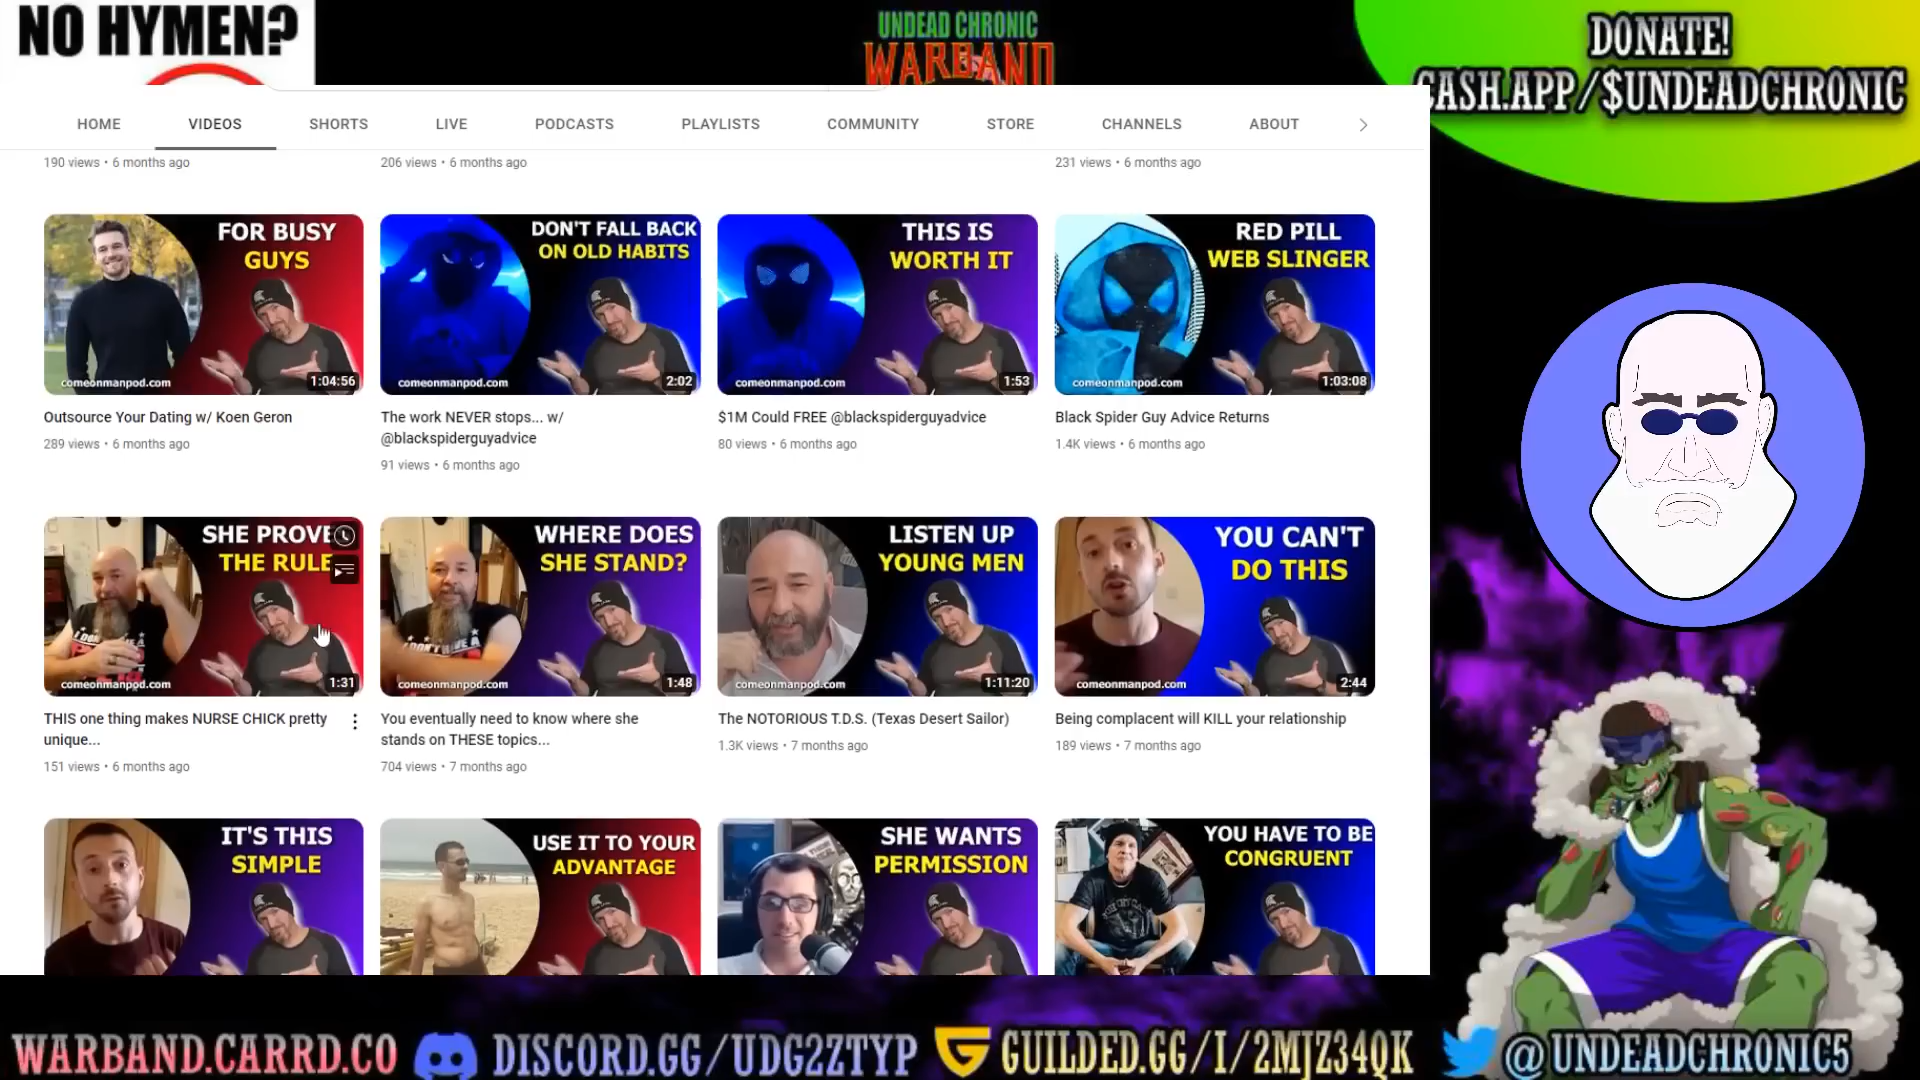 NO HYMEN?
UNDEAD CHRONIC
WARBAND
DONATE!
CASH.APP/$UNDEADCHRONIC
HOME VIDEOS SHORTS LIVE PODCASTS PLAYLISTS COMMUNITY STORE CHANNELS ABOUT
190 views • 6 months ago
206 views • 6 months ago
231 views • 6 months ago
FOR BUSY
GUYS
comeonmanpod.com
1:04:56
Outsource Your Dating w/ Koen Geron
289 views • 6 months ago
DON'T FALL BACK
ON OLD HABITS
comeonmanpod.com
2:02
The work NEVER stops... w/
@blackspiderguyadvice
91 views • 6 months ago
THIS IS
WORTH IT
comeonmanpod.com
1:53
$1M Could FREE @blackspiderguyadvice
80 views • 6 months ago
RED PILL
WEB SLINGER
comeonmanpod.com
1:03:08
Black Spider Guy Advice Returns
1.4K views • 6 months ago
SHE PROVE
THE RULE
comeonmanpod.com
1:31
THIS one thing makes NURSE CHICK pretty
unique...
151 views • 6 months ago
WHERE DOES
SHE STAND?
comeonmanpod.com
1:48
You eventually need to know where she
stands on THESE topics...
704 views • 7 months ago
LISTEN UP
YOUNG MEN
comeonmanpod.com
1:11:20
The NOTORIOUS T.D.S. (Texas Desert Sailor)
1.3K views • 7 months ago
YOU CAN'T
DO THIS
comeonmanpod.com
2:44
Being complacent will KILL your relationship
189 views • 7 months ago
IT'S THIS
SIMPLE
USE IT TO YOUR
ADVANTAGE
SHE WANTS
PERMISSION
YOU HAVE TO BE
CONGRUENT
WARBAND.CARRD.CO
DISCORD.GG/UDG2ZTYP
GUILDED.GG/I/2MJZ34QK
@UNDEADCHRONIC5